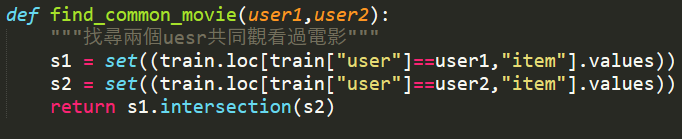 def find_common_movie(user1,user2):
    """找尋兩個uesr共同觀看過電影"""
    s1 = set((train.loc[train["user"]==user1,"item"].values))
    s2 = set((train.loc[train["user"]==user2,"item"].values))
    return s1.intersection(s2)